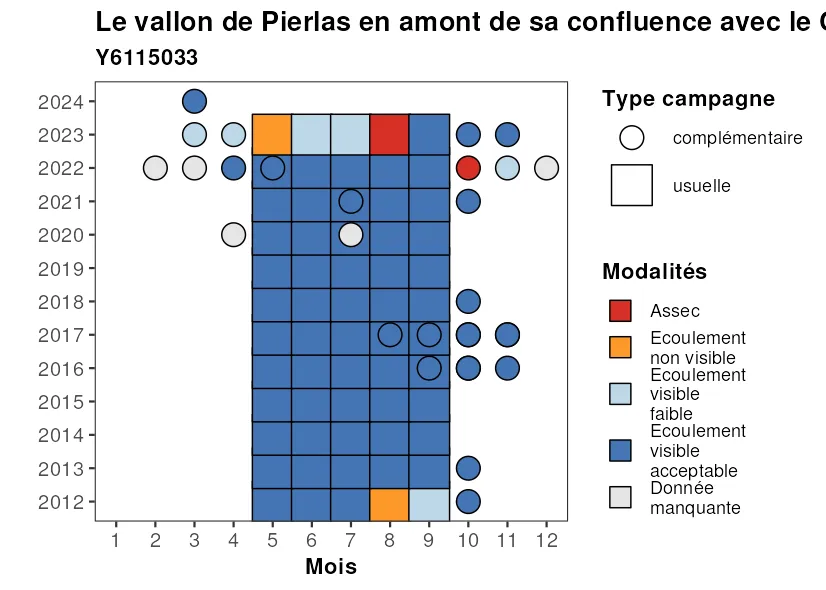 Le vallon de Pierlas en amont de sa confluence avec le
Y6115033
2024
2023
2022
2021
2020
2019
2018
2017
2016
2015
2014
2013
2012
1 2 3 4 5 6 7 8 9 10 11 12
Mois
Type campagne
complémentaire
usuelle
Modalités
Assec
Ecoulement
non visible
Ecoulement
visible
faible
Ecoulement
visible
acceptable
Donnée
manquante